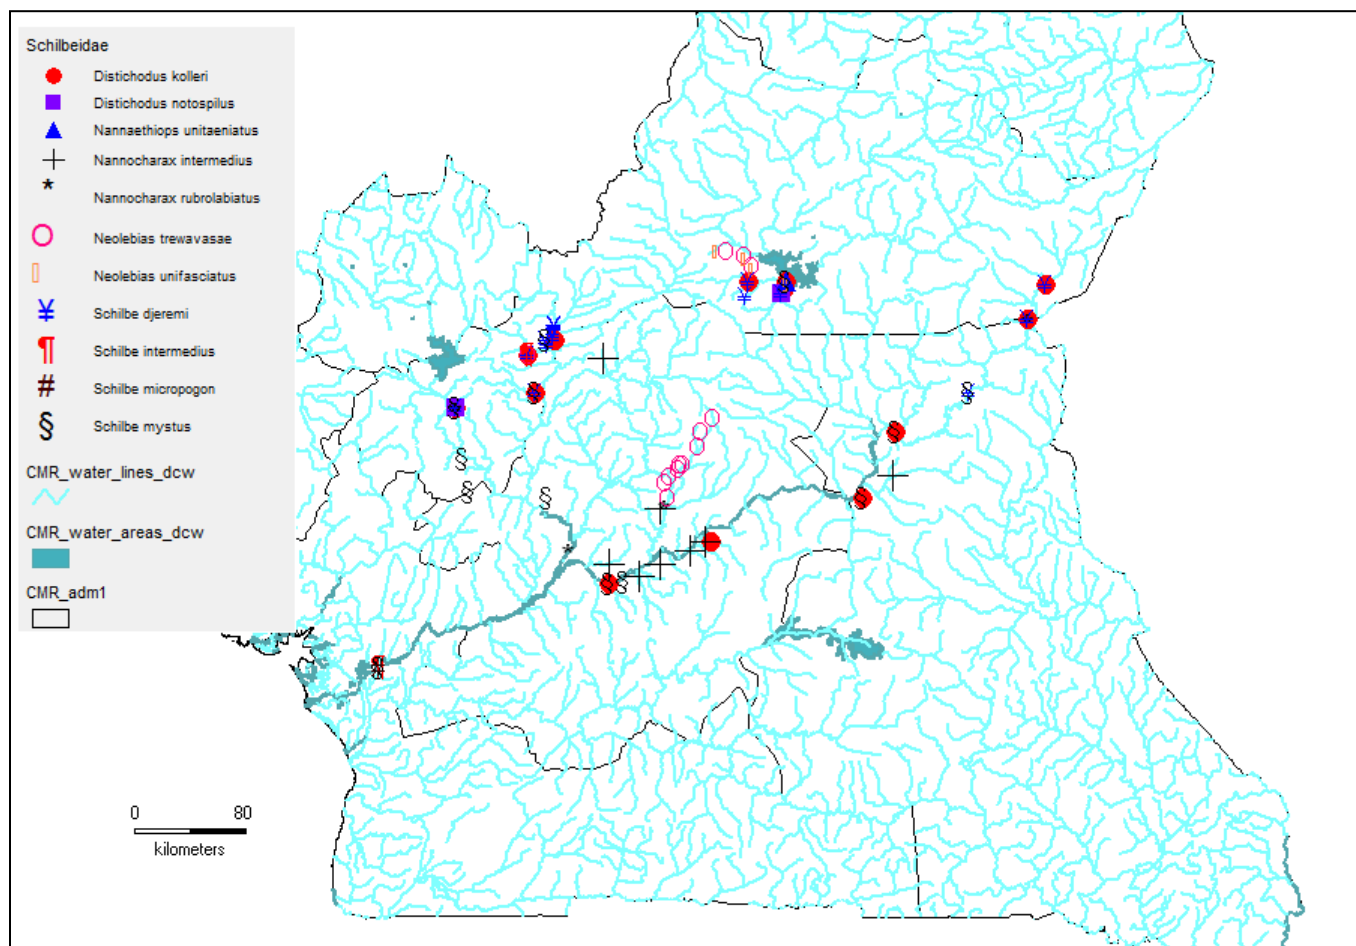 Schilbeidae
Distichodus kolleri
Distichodus notospilus
Nannaethiops unitaeniatus
Nannocharax intermedius
* Nannocharax rubrolabiatus
Neolebias trewavasae
Neolebias unifasciatus
¥ Schilbe djeremi
¶ Schilbe intermedius
# Schilbe micropogon
§ Schilbe mystus
CMR_water_lines_dcw
CMR_water_areas_dcw
CMR_adm1
0 80
kilometers